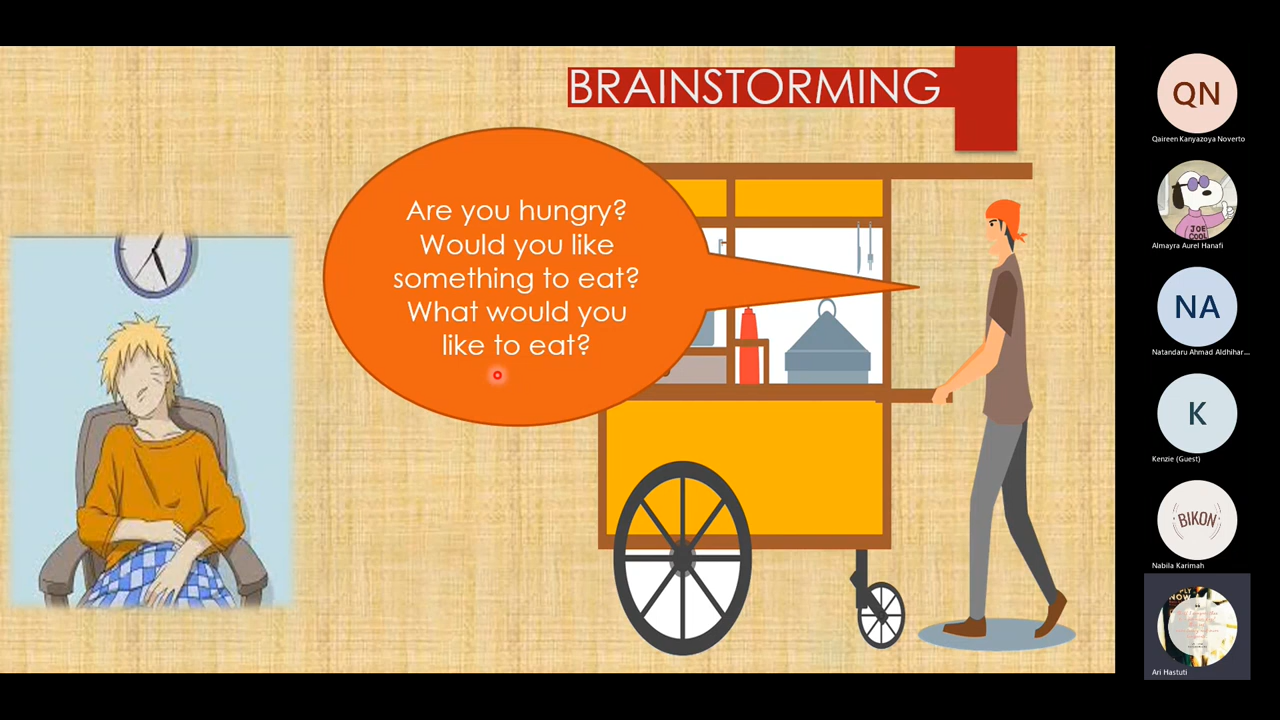 BRAINSTORMING
Are you hungry?
Would you like
something to eat?
What would you
like to eat?
QN
Qaireen Kanyazoya Noverto
JOE
COOL
Almayra Aurel Hanafi
NA
Natandaru Ahmad Aldhihar...
K
Kenzie (Guest)
BIKON
Nabila Karimah
NOW
Ari Hastuti